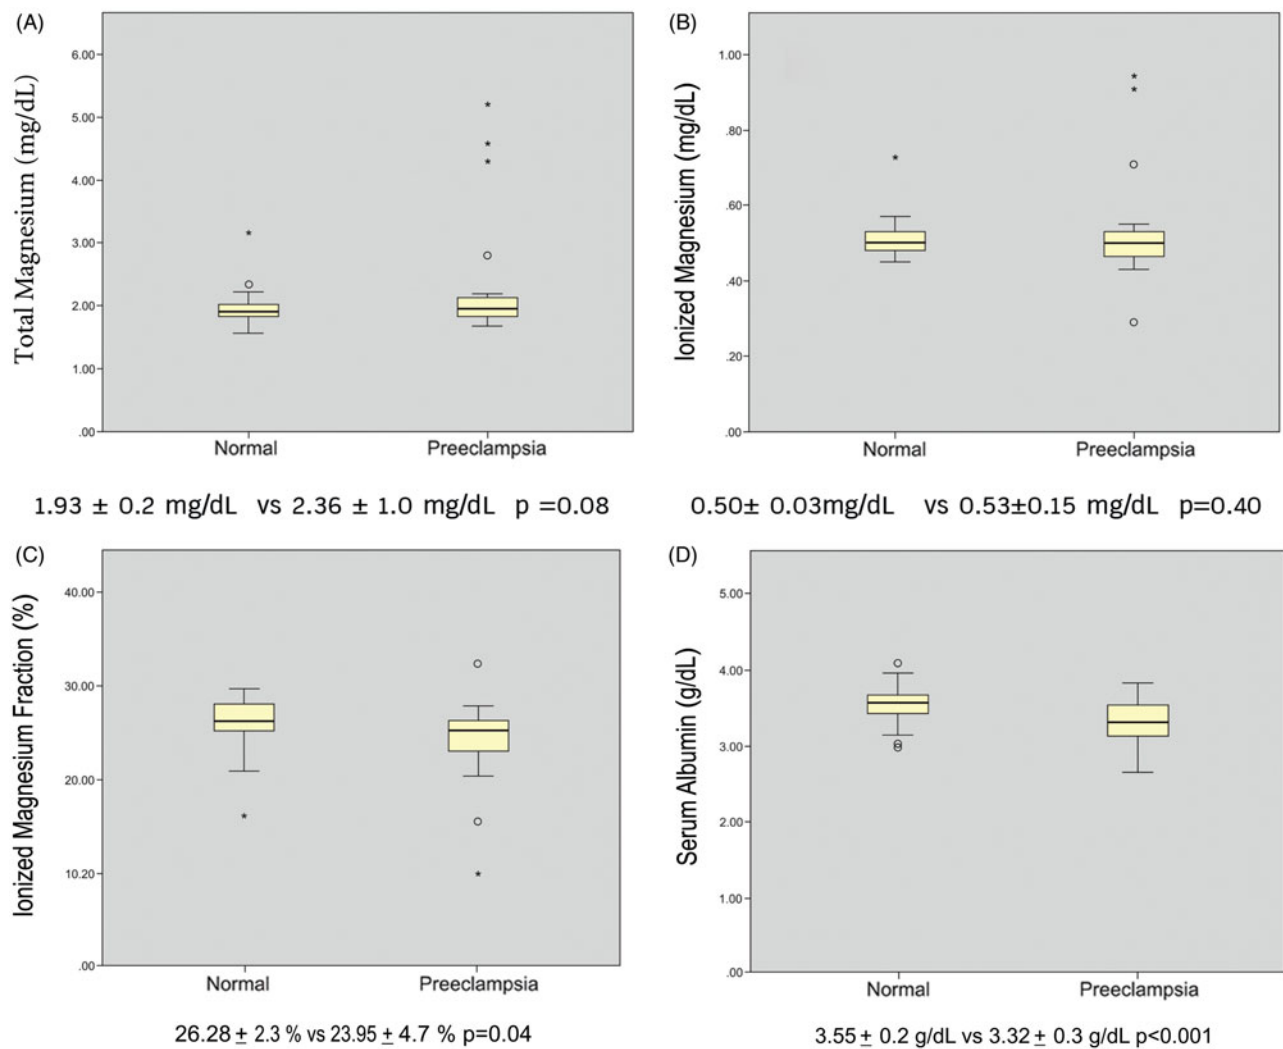 (A)
Total Magnesium (mg/dL)
6.00
5.00
4.00
3.00
2.00
1.00
.00
Normal Preeclampsia
1.93 ± 0.2 mg/dL vs 2.36 ± 1.0 mg/dL p =0.08
(B)
Ionized Magnesium (mg/dL)
1.00
.80
.60
.40
.20
.00
Normal Preeclampsia
0.50± 0.03mg/dL vs 0.53±0.15 mg/dL p=0.40
(C)
Ionized Magnesium Fraction (%)
40.00
30.00
20.00
10.20
.00
Normal Preeclampsia
26.28 ± 2.3 % vs 23.95 ± 4.7 % p=0.04
(D)
Serum Albumin (g/dL)
5.00
4.00
3.00
2.00
1.00
.00
Normal Preeclampsia
3.55 ± 0.2 g/dL vs 3.32 ± 0.3 g/dL p<0.001